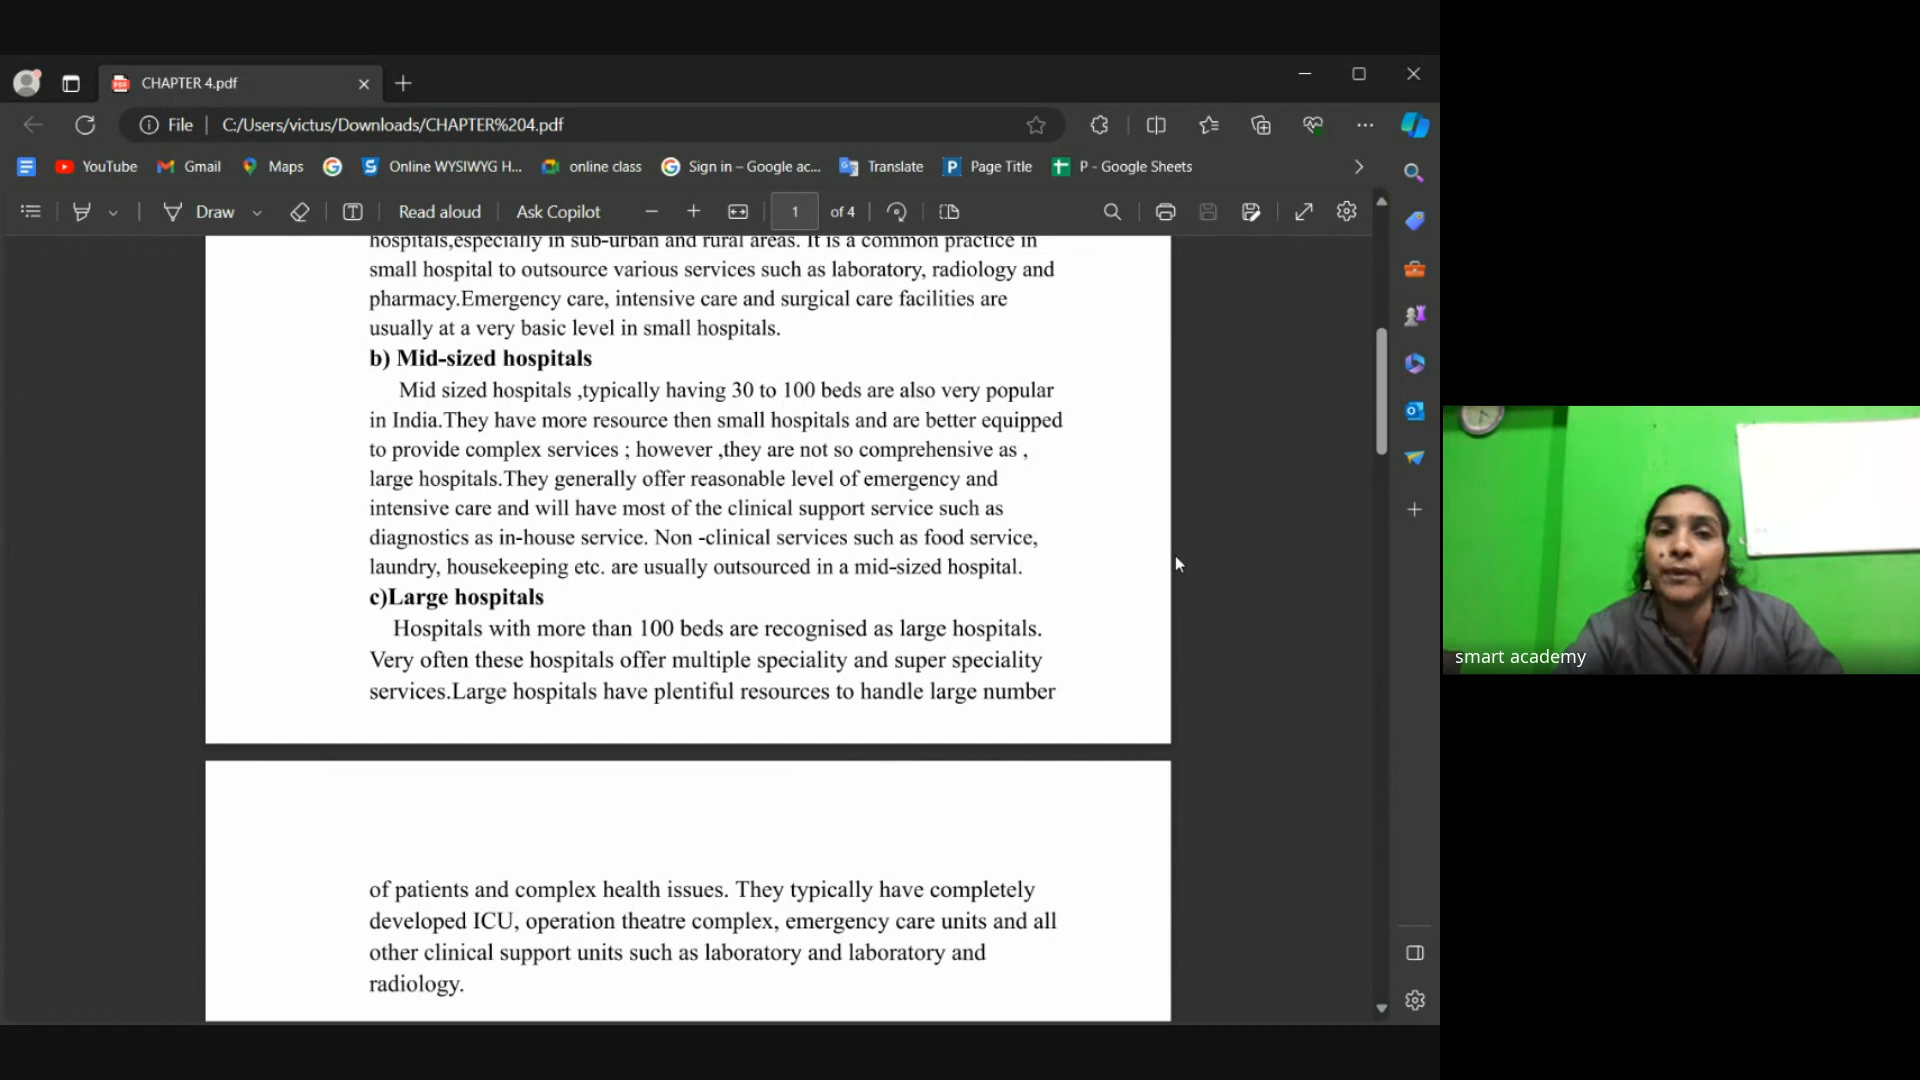 CHAPTER 4.pdf
File
C:/Users/victus/Downloads/CHAPTER%204.pdf
YouTube
Gmail
Maps
Online WYSIWYG H...
online class
Sign in – Google ac...
Translate
Page Title
P - Google Sheets
Draw
Read aloud
Ask Copilot
1
of 4
hospitals,especially in sub-urban and rural areas. It is a common practice in
small hospital to outsource various services such as laboratory, radiology and
pharmacy.Emergency care, intensive care and surgical care facilities are
usually at a very basic level in small hospitals.
b) Mid-sized hospitals
Mid sized hospitals ,typically having 30 to 100 beds are also very popular
in India.They have more resource then small hospitals and are better equipped
to provide complex services ; however ,they are not so comprehensive as ,
large hospitals.They generally offer reasonable level of emergency and
intensive care and will have most of the clinical support service such as
diagnostics as in-house service. Non -clinical services such as food service,
laundry, housekeeping etc. are usually outsourced in a mid-sized hospital.
c)Large hospitals
Hospitals with more than 100 beds are recognised as large hospitals.
Very often these hospitals offer multiple speciality and super speciality
services.Large hospitals have plentiful resources to handle large number
of patients and complex health issues. They typically have completely
developed ICU, operation theatre complex, emergency care units and all
other clinical support units such as laboratory and laboratory and
radiology.
smart academy